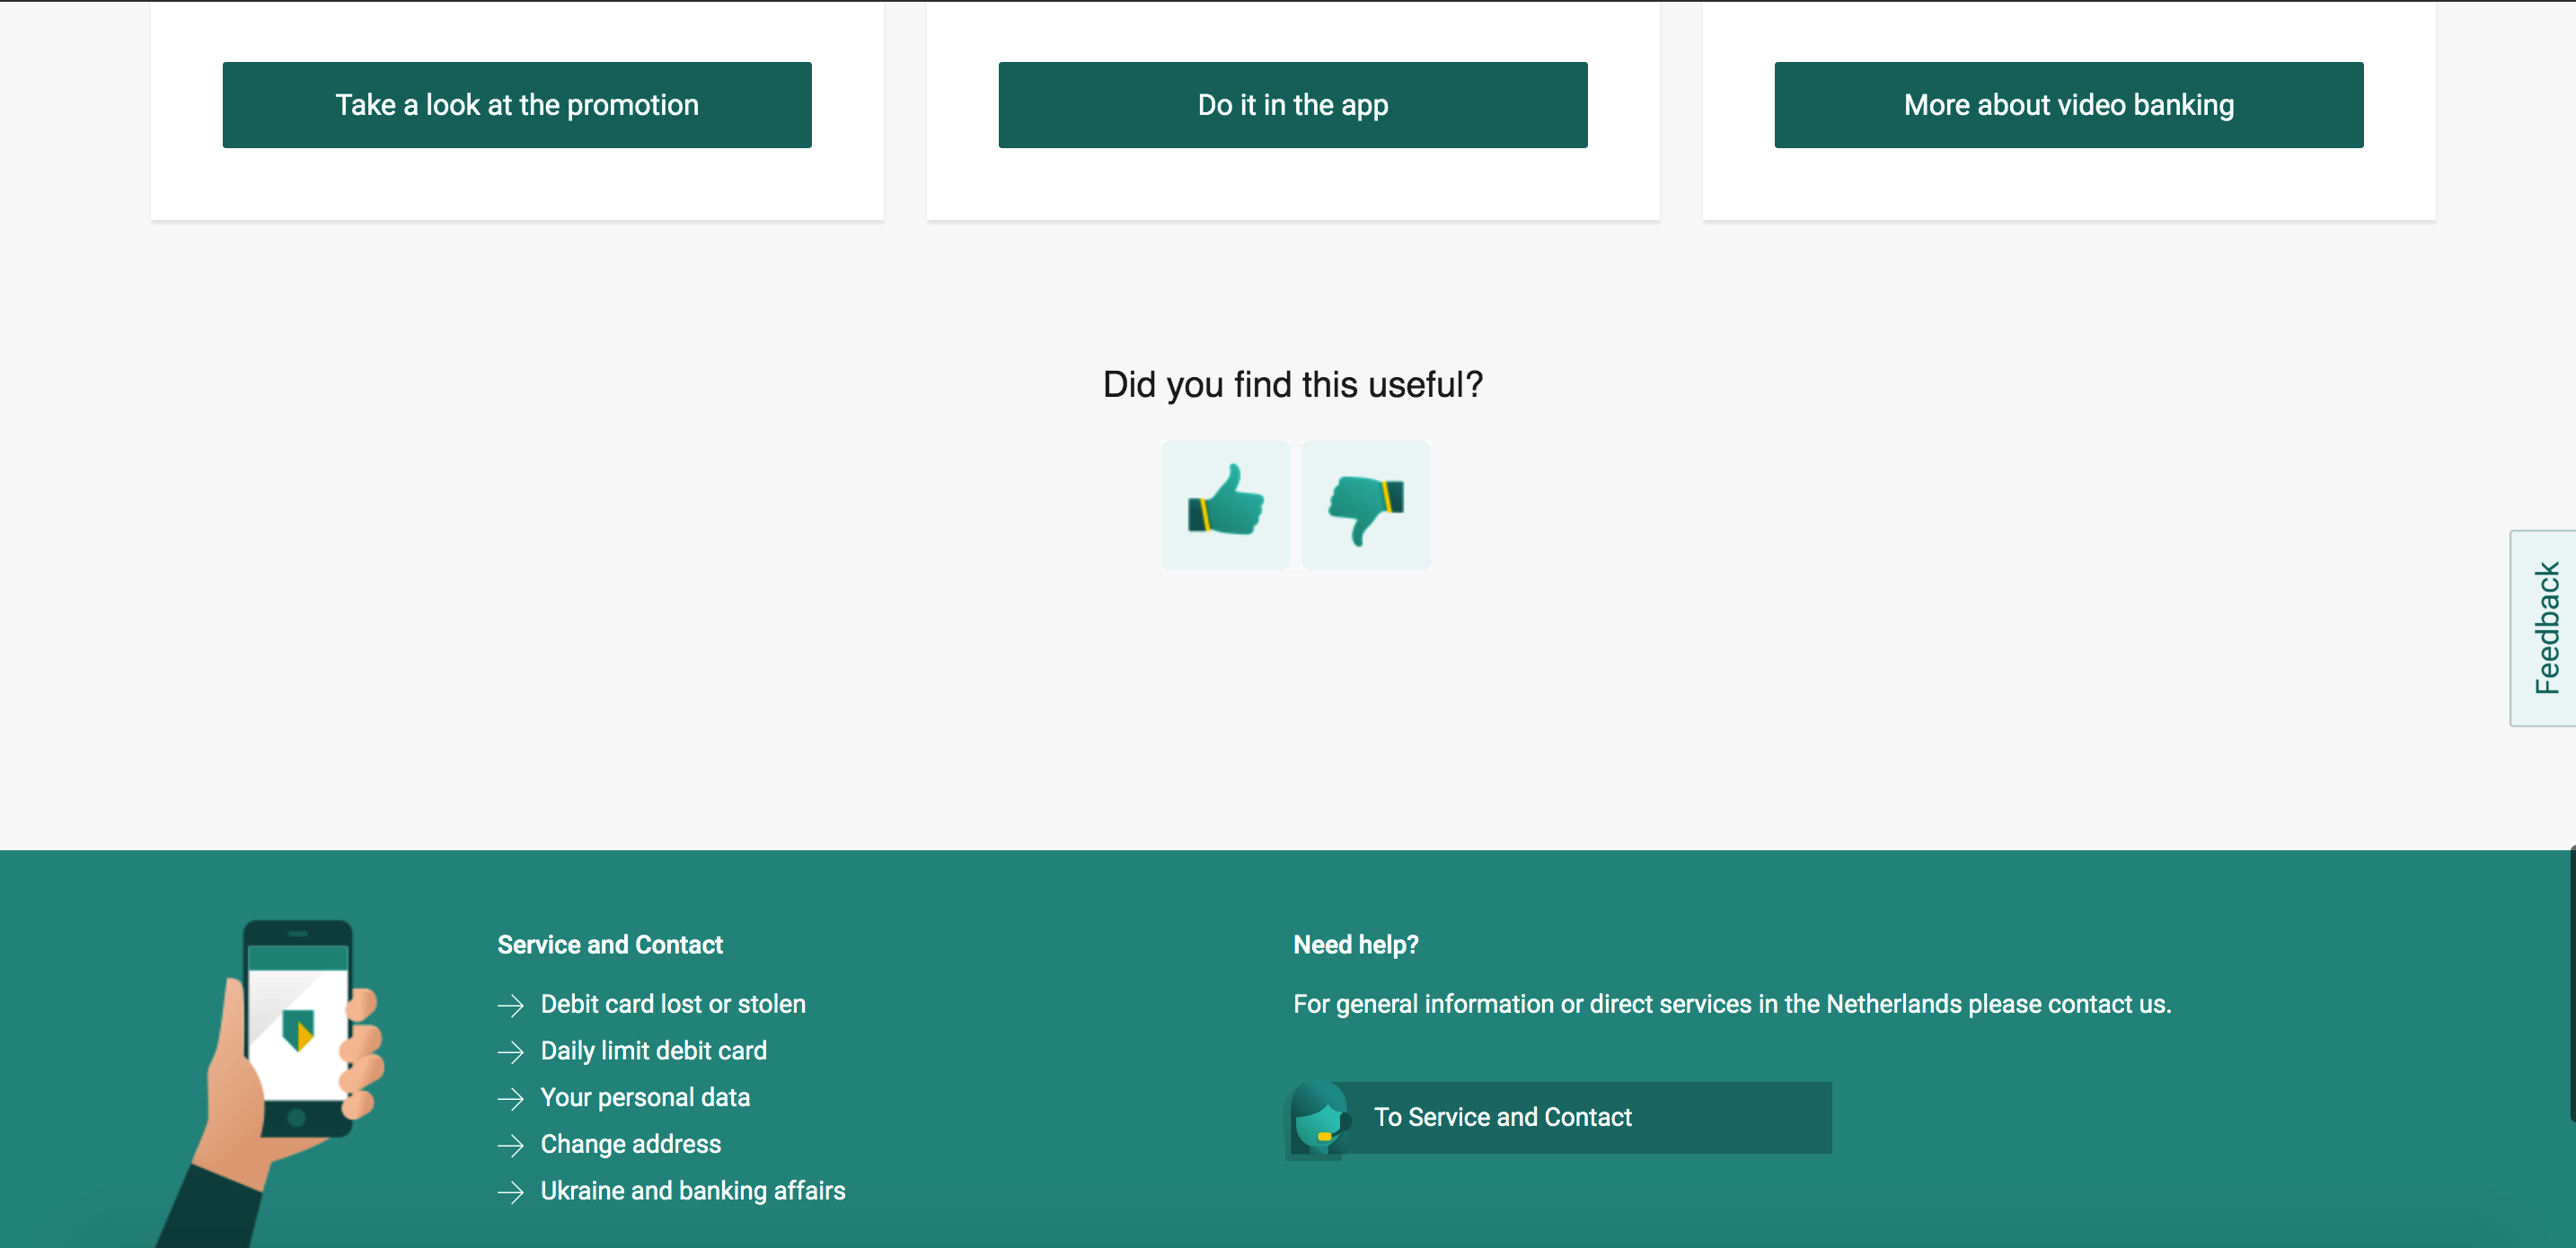 Take a look at the promotion
Do it in the app
More about video banking
Did you find this useful?
Feedback
Service and Contact
Debit card lost or stolen
Daily limit debit card
Your personal data
Change address
Ukraine and banking affairs
Need help?
For general information or direct services in the Netherlands please contact us.
To Service and Contact